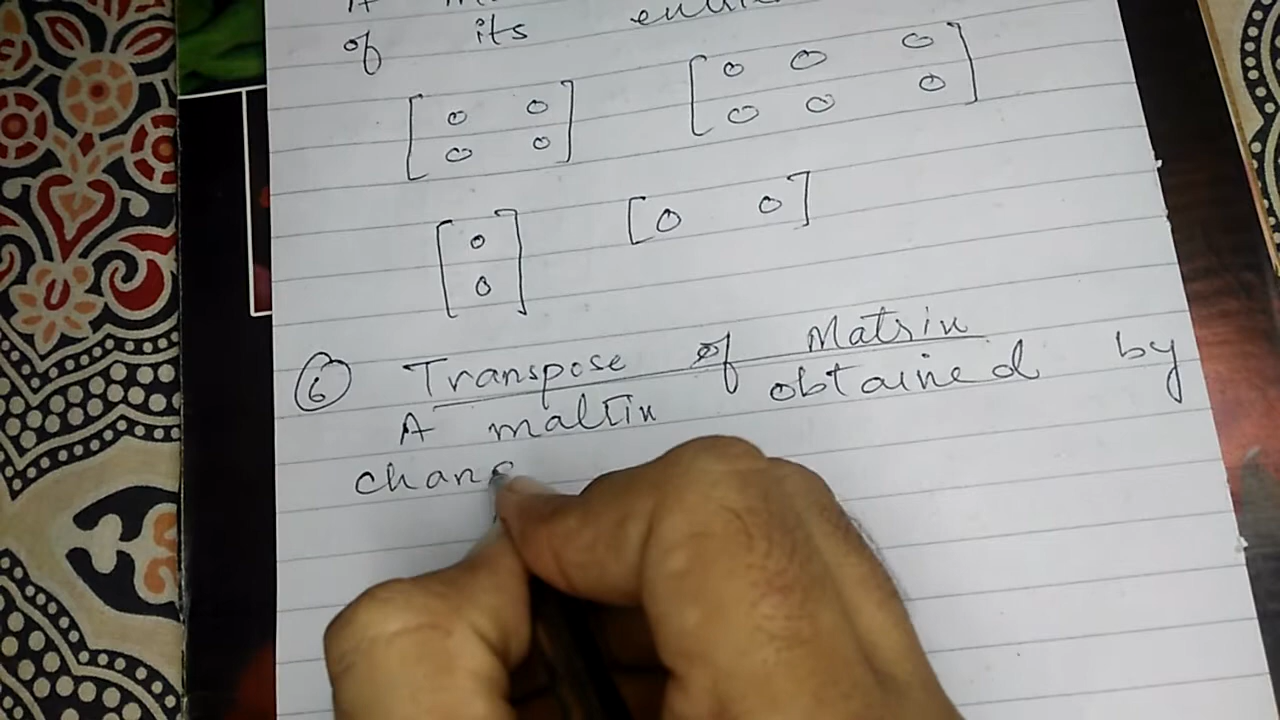 of its
[ 0 0
0 0 ] [ 0 0 0
0 0 0 ]
[ 0
0 ] [ 0 0 ]
6 Transpose of Matrix
A matrix obtained by
chang